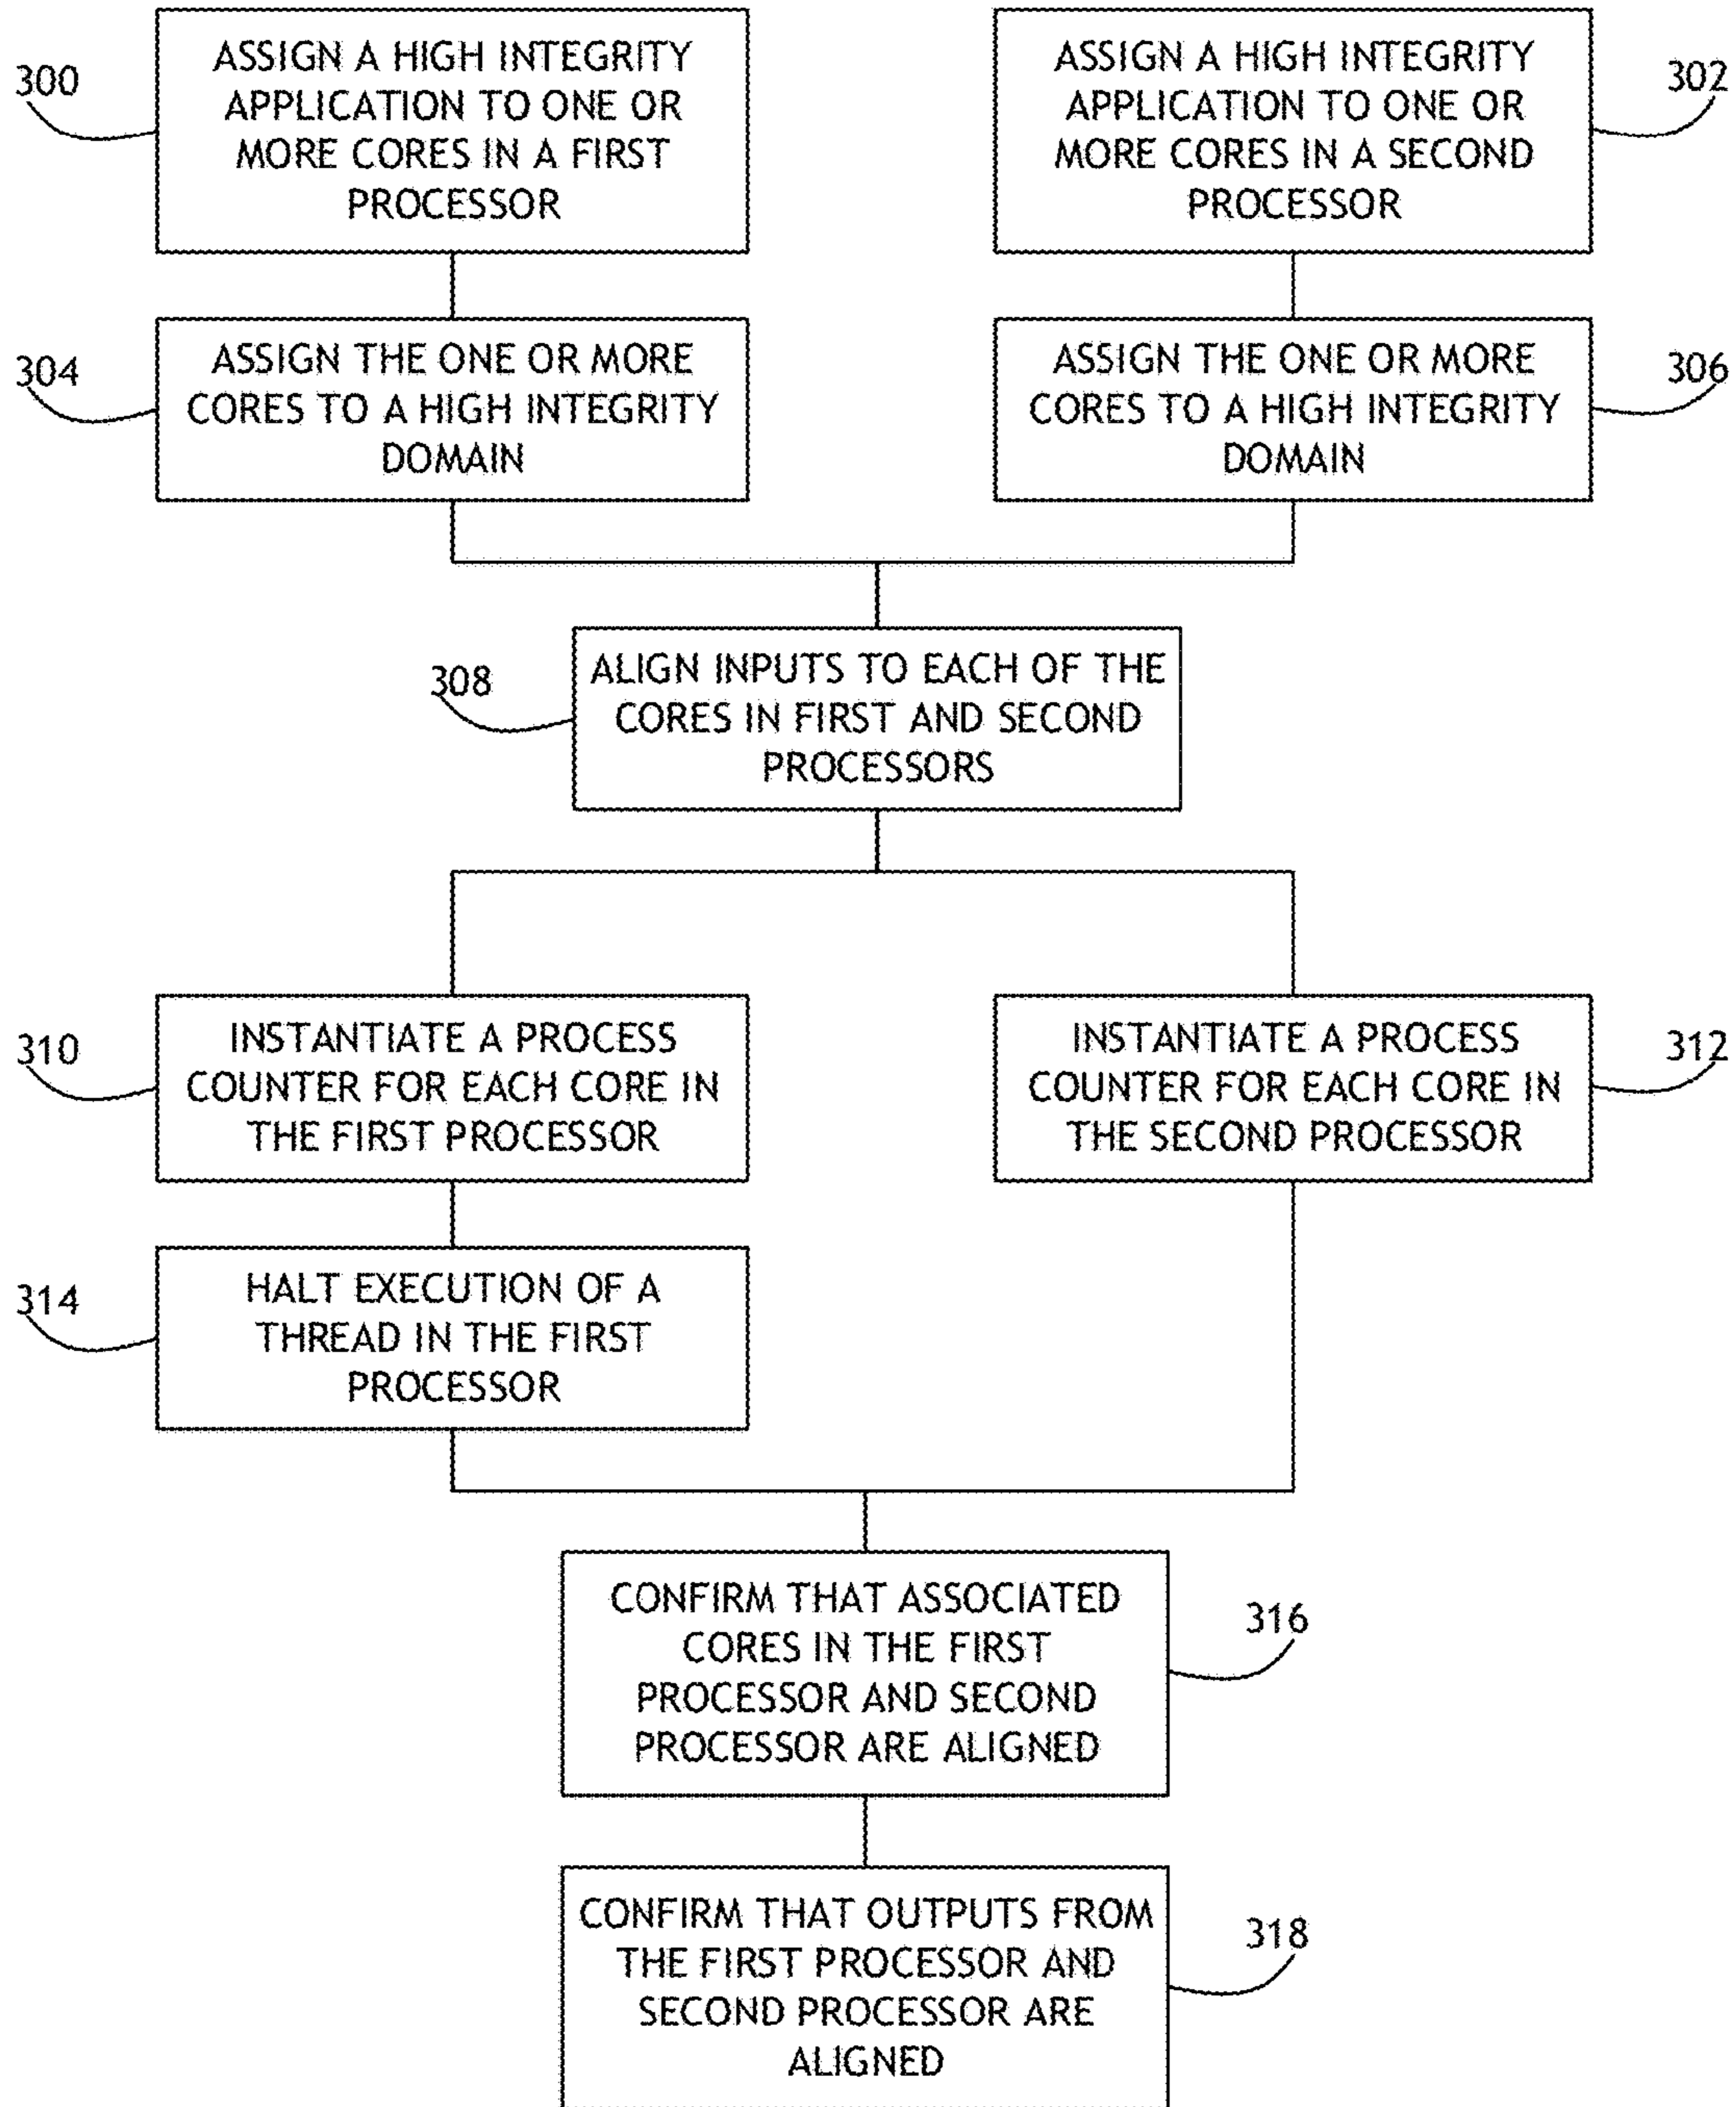 300
ASSIGN A HIGH INTEGRITY
APPLICATION TO ONE OR
MORE CORES IN A FIRST
PROCESSOR
ASSIGN A HIGH INTEGRITY
APPLICATION TO ONE OR
MORE CORES IN A SECOND
PROCESSOR
302
304
ASSIGN THE ONE OR MORE
CORES TO A HIGH INTEGRITY
DOMAIN
ASSIGN THE ONE OR MORE
CORES TO A HIGH INTEGRITY
DOMAIN
306
308
ALIGN INPUTS TO EACH OF THE
CORES IN FIRST AND SECOND
PROCESSORS
310
INSTANTIATE A PROCESS
COUNTER FOR EACH CORE IN
THE FIRST PROCESSOR
INSTANTIATE A PROCESS
COUNTER FOR EACH CORE IN
THE SECOND PROCESSOR
312
314
HALT EXECUTION OF A
THREAD IN THE FIRST
PROCESSOR
CONFIRM THAT ASSOCIATED
CORES IN THE FIRST
PROCESSOR AND SECOND
PROCESSOR ARE ALIGNED
316
CONFIRM THAT OUTPUTS FROM
THE FIRST PROCESSOR AND
SECOND PROCESSOR ARE
ALIGNED
318